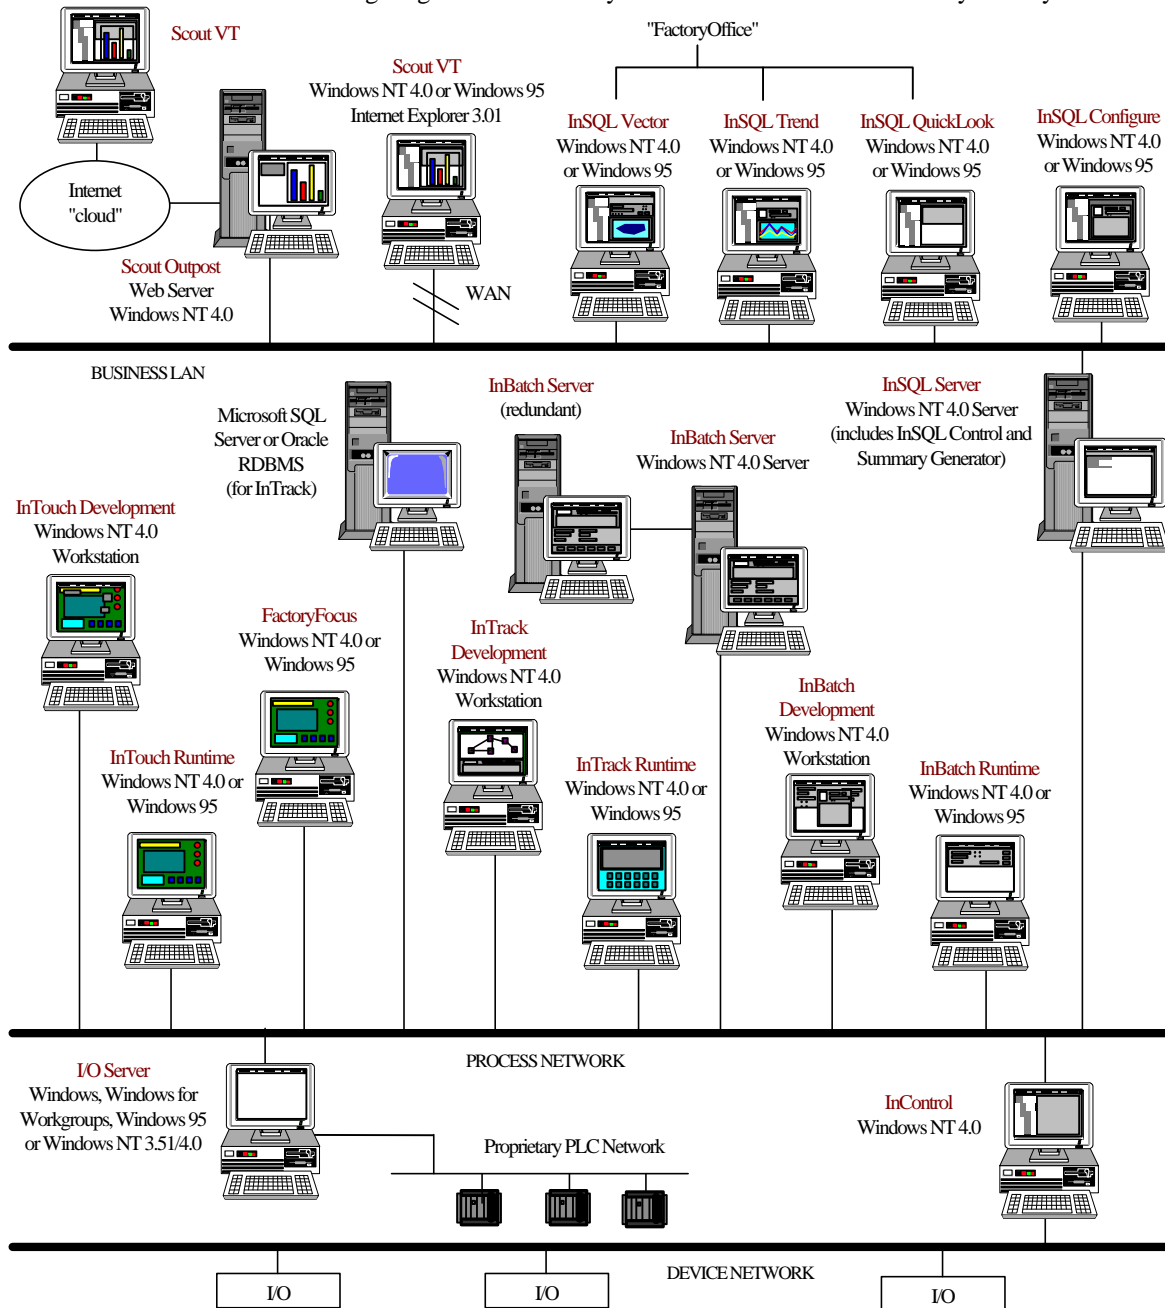 Scout VT
"FactoryOffice"
Scout VT
Windows NT 4.0 or Windows 95
Internet Explorer 3.01
InSQL Vector
Windows NT 4.0
or Windows 95
InSQL Trend
Windows NT 4.0
or Windows 95
InSQL QuickLook
Windows NT 4.0
or Windows 95
InSQL Configure
Windows NT 4.0
or Windows 95
Internet
"cloud"
Scout Outpost
Web Server
Windows NT 4.0
WAN
BUSINESS LAN
Microsoft SQL
Server or Oracle
RDBMS
(for InTrack)
InBatch Server
(redundant)
InBatch Server
Windows NT 4.0 Server
InSQL Server
Windows NT 4.0 Server
(includes InSQL Control and
Summary Generator)
InTouch Development
Windows NT 4.0
Workstation
FactoryFocus
Windows NT 4.0 or
Windows 95
InTrack
Development
Windows NT 4.0
Workstation
InBatch
Development
Windows NT 4.0
Workstation
InTouch Runtime
Windows NT 4.0 or
Windows 95
InTrack Runtime
Windows NT 4.0 or
Windows 95
InBatch Runtime
Windows NT 4.0 or
Windows 95
PROCESS NETWORK
I/O Server
Windows, Windows for
Workgroups, Windows 95
or Windows NT 3.51/4.0
Proprietary PLC Network
InControl
Windows NT 4.0
DEVICE NETWORK
I/O
I/O
I/O